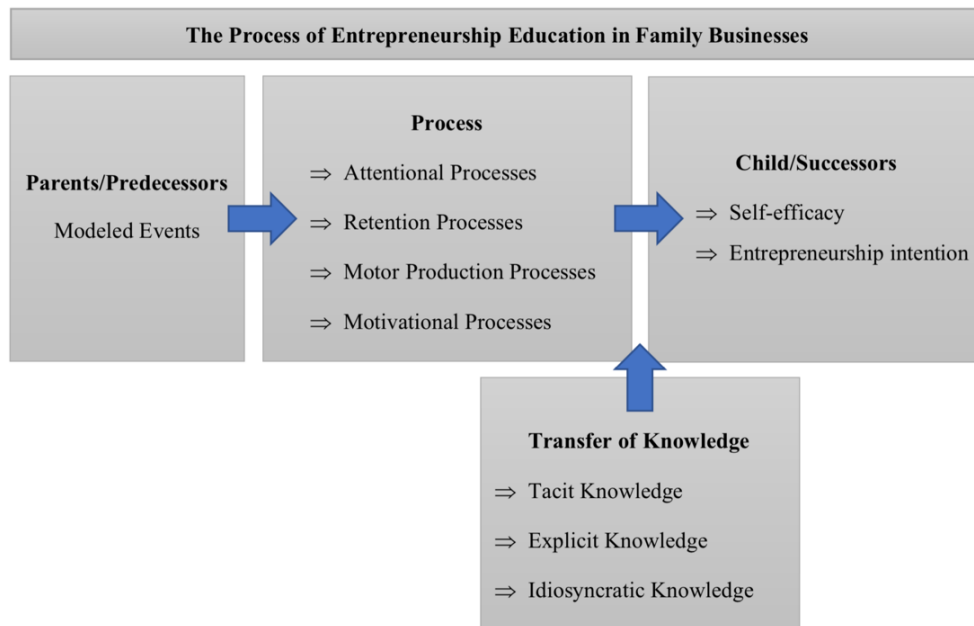 The Process of Entrepreneurship Education in Family Businesses
Parents/Predecessors
Modeled Events
Process
⇒ Attentional Processes
⇒ Retention Processes
⇒ Motor Production Processes
⇒ Motivational Processes
Child/Successors
⇒ Self-efficacy
⇒ Entrepreneurship intention
Transfer of Knowledge
⇒ Tacit Knowledge
⇒ Explicit Knowledge
⇒ Idiosyncratic Knowledge